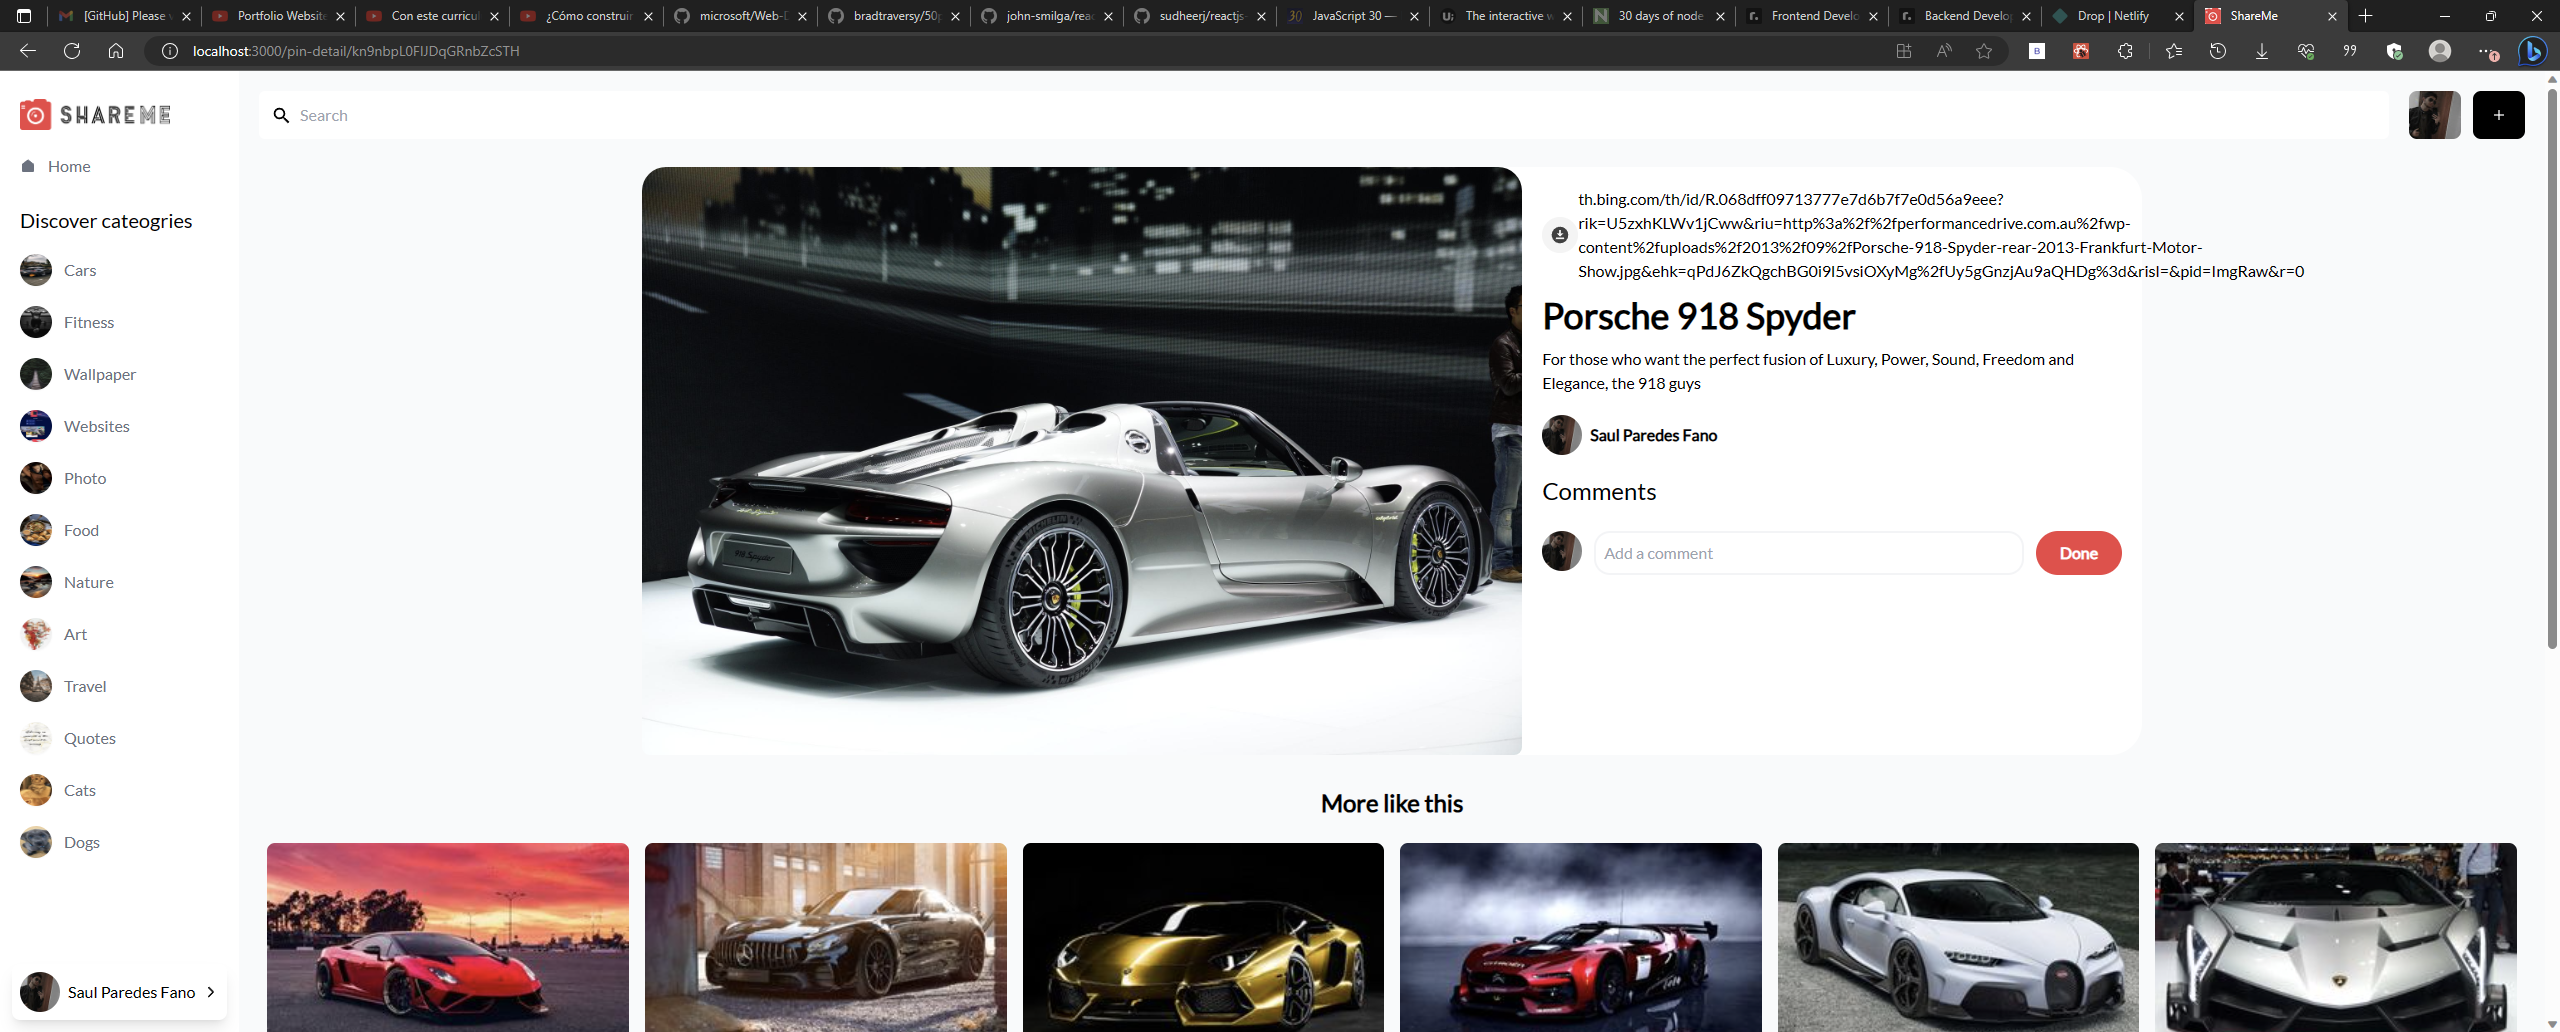 [GitHub] Please
Portfolio Website
Con este curricul
¿Cómo construir
microsoft/Web-D
bradtraversy/50p
john-smilga/reac
sudheerj/reactjs-
30 JavaScript 30 —
The interactive w
30 days of node
Frontend Develo
Backend Develop
Drop | Netlify
ShareMe
localhost:3000/pin-detail/kn9nbpL0FlJDqGRnbZcSTH
SHAREME
Search
+
Home
Discover cateogries
Cars
Fitness
Wallpaper
Websites
Photo
Food
Nature
Art
Travel
Quotes
Cats
Dogs
Saul Paredes Fano
th.bing.com/th/id/R.068dff09713777e7d6b7f7e0d56a9eee?
rik=U5zxhKLWv1jCww&riu=http%3a%2f%2fperformancedrive.com.au%2fwp-
content%2fuploads%2f2013%2f09%2fPorsche-918-Spyder-rear-2013-Frankfurt-Motor-
Show.jpg&ehk=qPdJ6ZkQgchBG0i9I5vsiOXyMg%2fUy5gGnzjAu9aQHDg%3d&risl=&pid=ImgRaw&r=0
Porsche 918 Spyder
For those who want the perfect fusion of Luxury, Power, Sound, Freedom and
Elegance, the 918 guys
Saul Paredes Fano
Comments
Add a comment
Done
918 Spyder
More like this